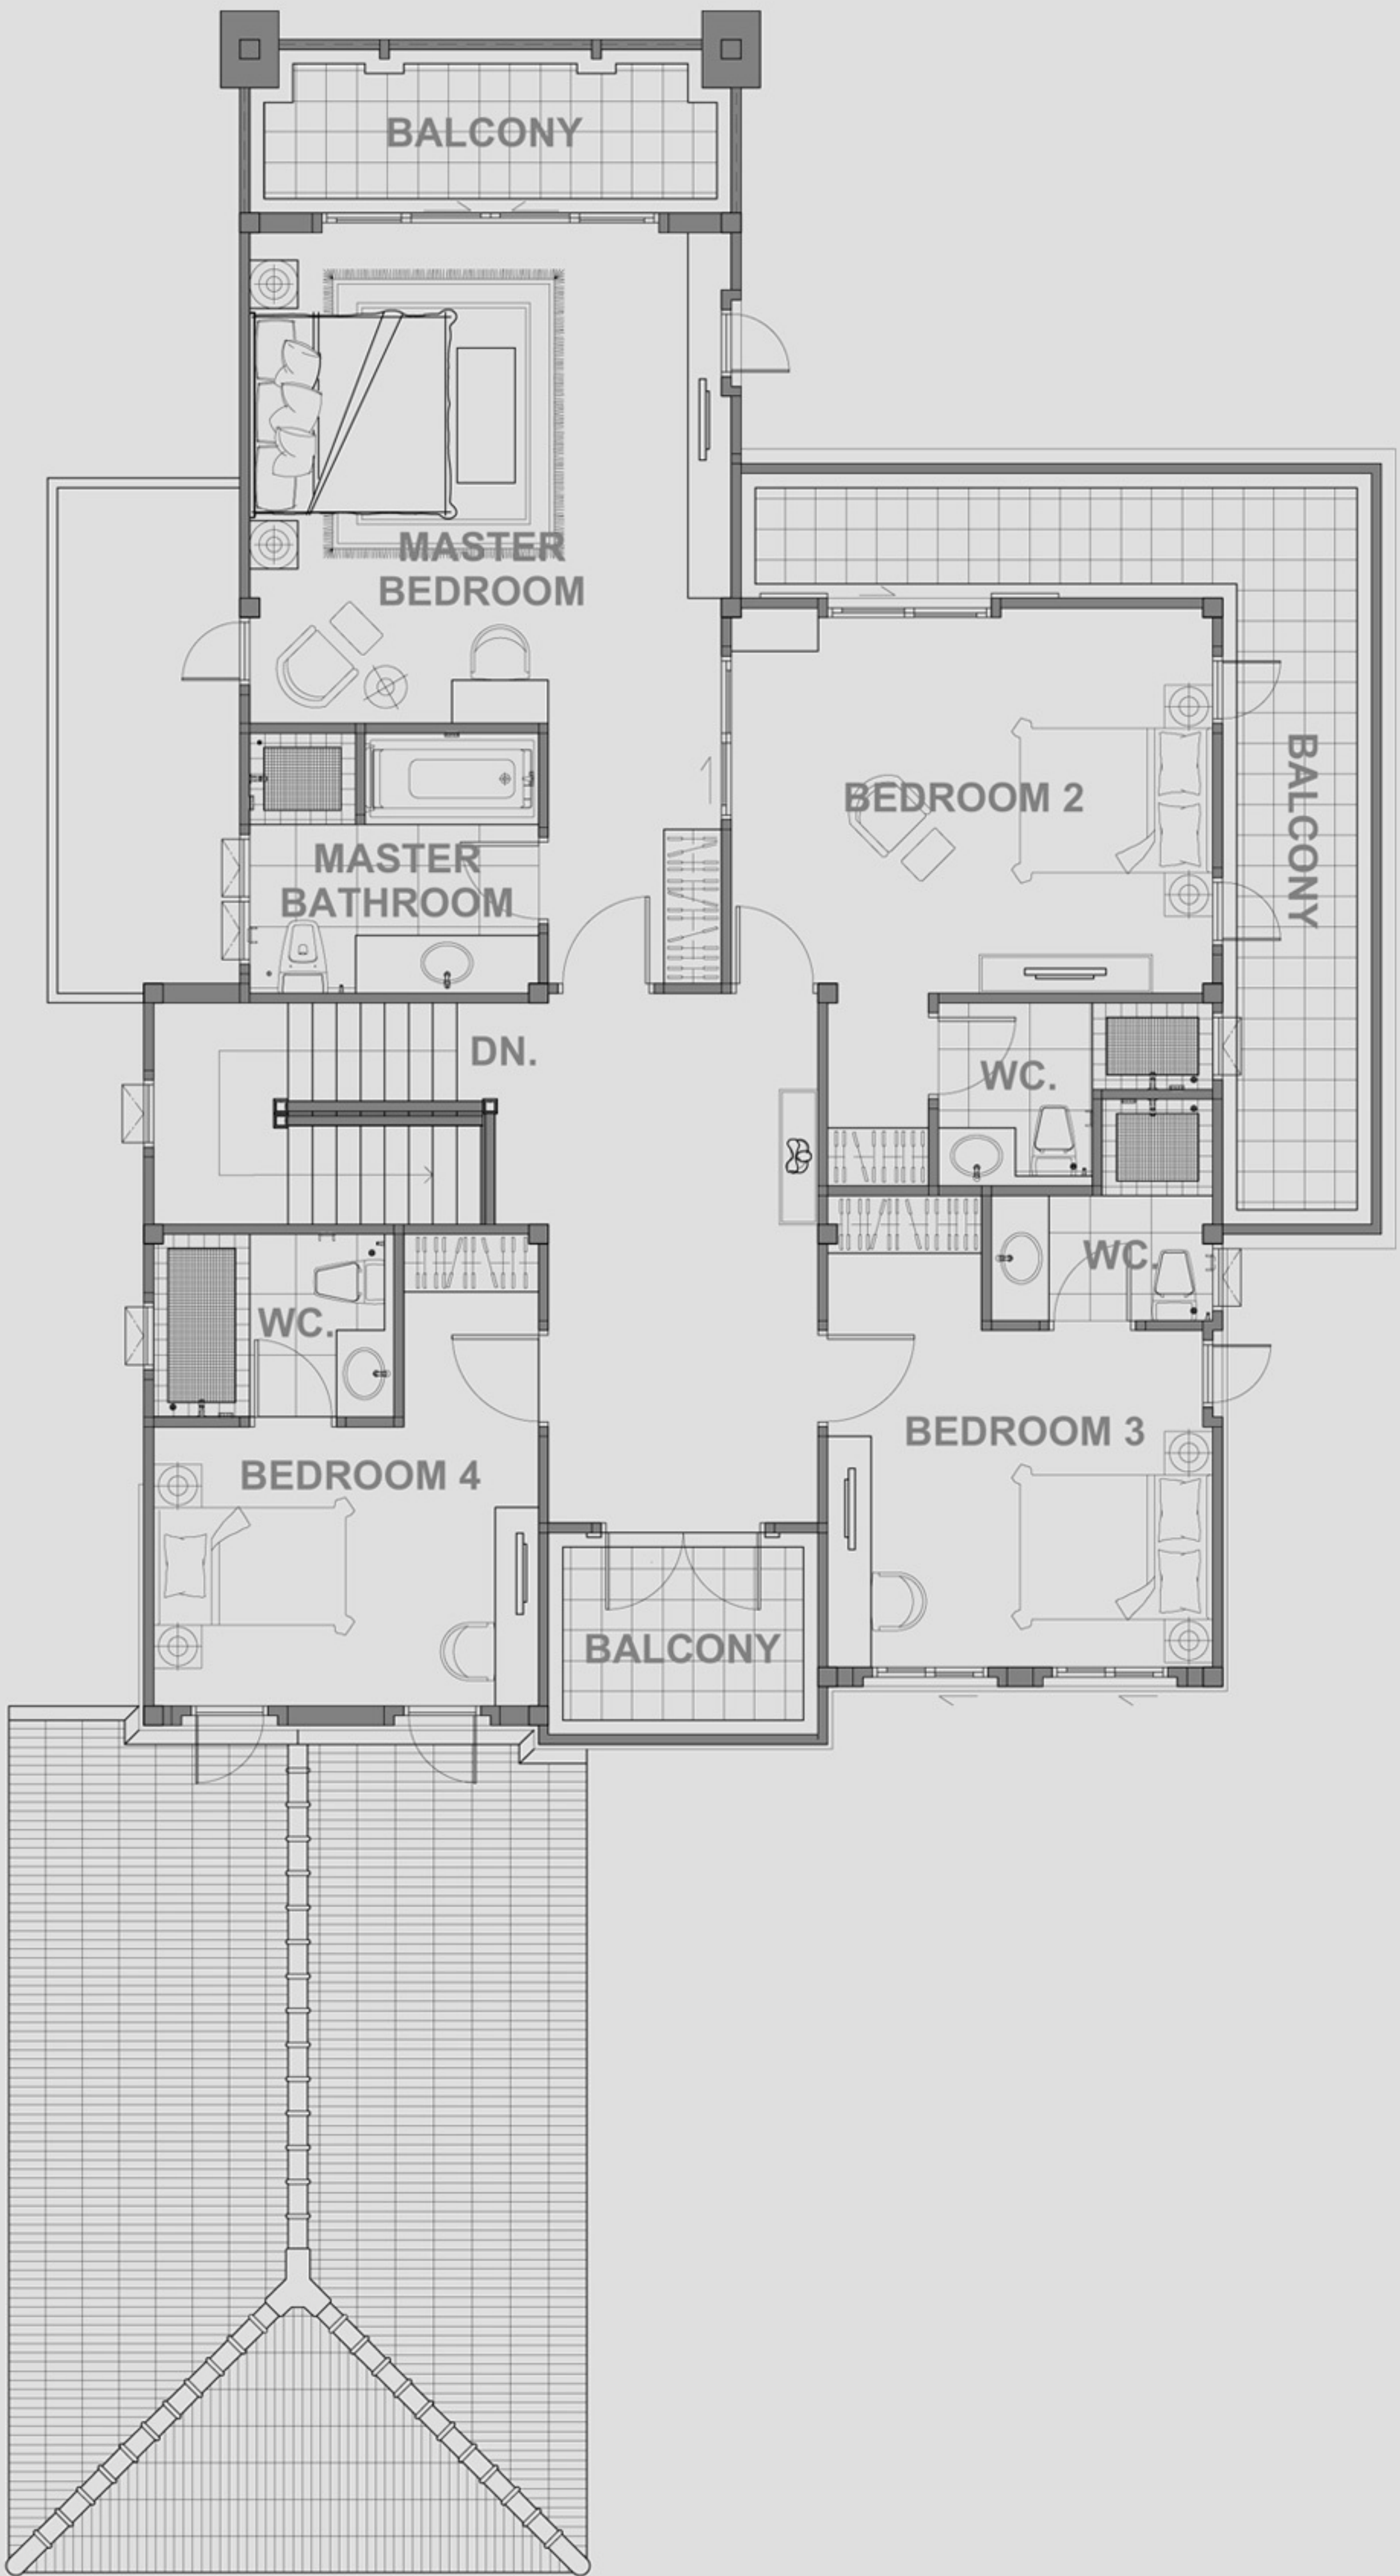 BALCONY
MASTER
BEDROOM
BEDROOM 2
BALCONY
MASTER
BATHROOM
DN.
WC.
WC.
WC.
BEDROOM 3
BEDROOM 4
BALCONY